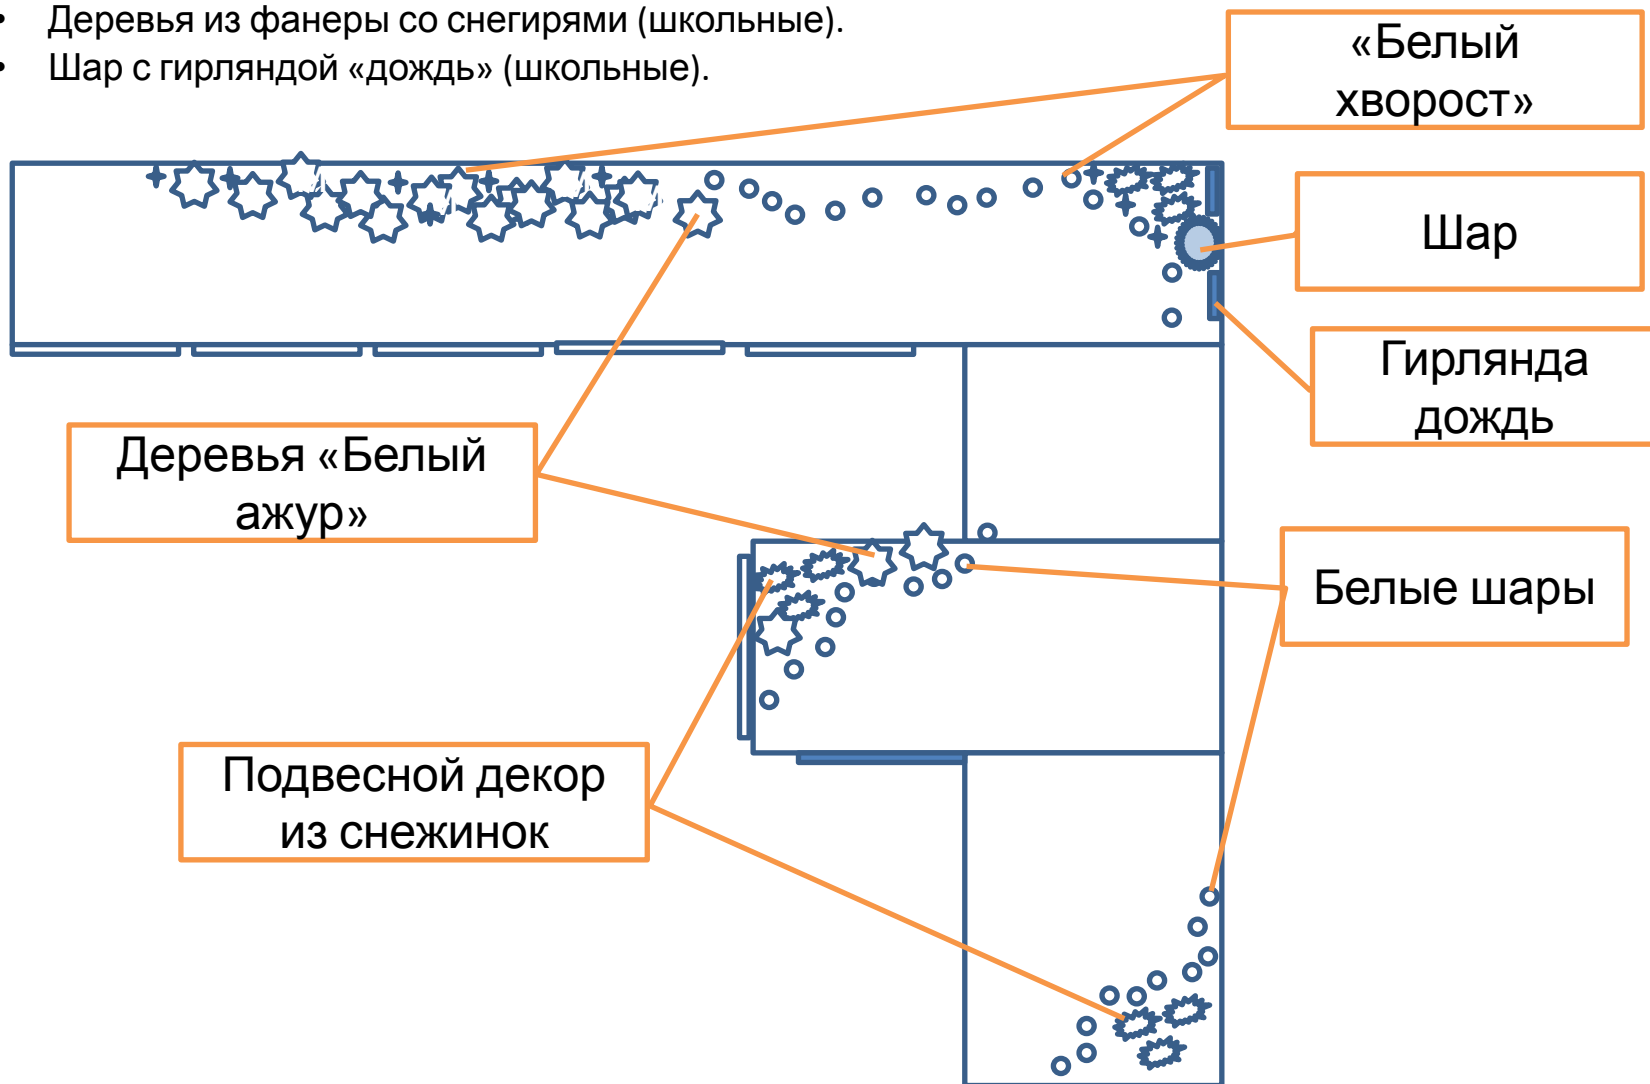 • Деревья из фанеры со снегирями (школьные).
• Шар с гирляндой «дождь» (школьные).
«Белый
хворост»
Шар
Гирлянда
дождь
Деревья «Белый
ажур»
Белые шары
Подвесной декор
из снежинок